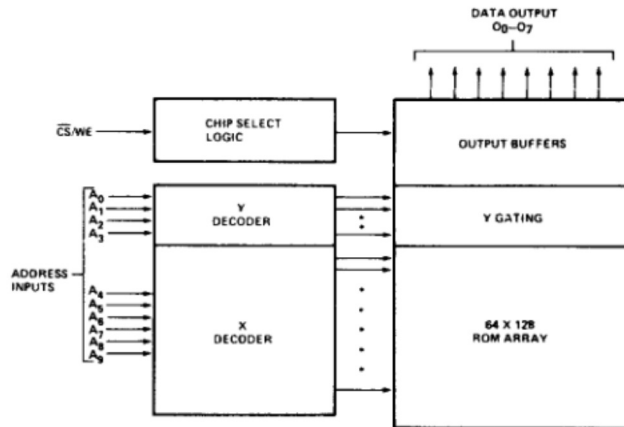 DATA OUTPUT
O₀–O₇
CS/WE
CHIP SELECT
LOGIC
OUTPUT BUFFERS
A₀
A₁
A₂
A₃
Y
DECODER
Y GATING
ADDRESS
INPUTS
A₄
A₅
A₆
A₇
A₈
A₉
X
DECODER
64 X 128
ROM ARRAY